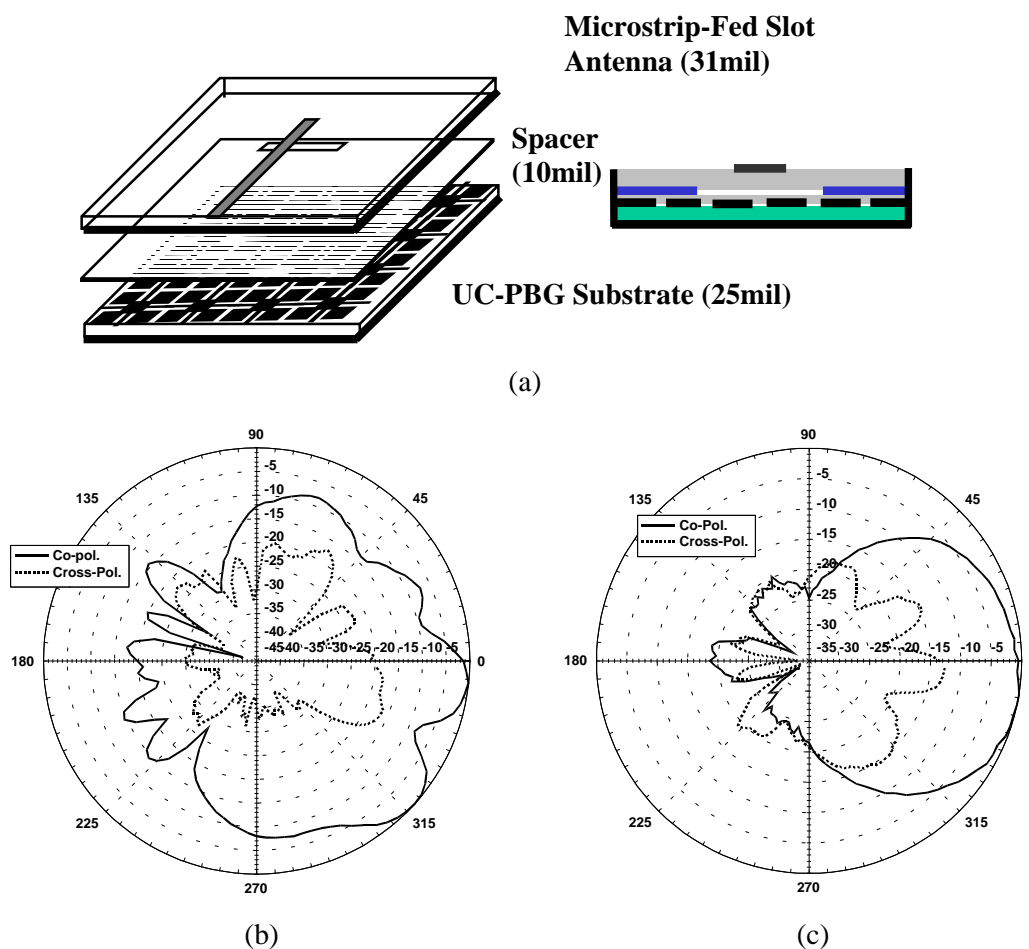 Microstrip-Fed Slot
Antenna (31mil)
Spacer
(10mil)
UC-PBG Substrate (25mil)
(a)
90
135
45
-5
-10
-15
-20
-25
-30
-35
-40
Co-pol.
Cross-Pol.
180
-45 -40 -35 -30 -25 -20 -15 -10 -5 0
225
315
270
(b)
90
135
45
-5
-10
-15
-20
-25
-30
Co-Pol.
Cross-Pol.
180
-35 -30 -25 -20 -15 -10 -5
225
315
270
(c)